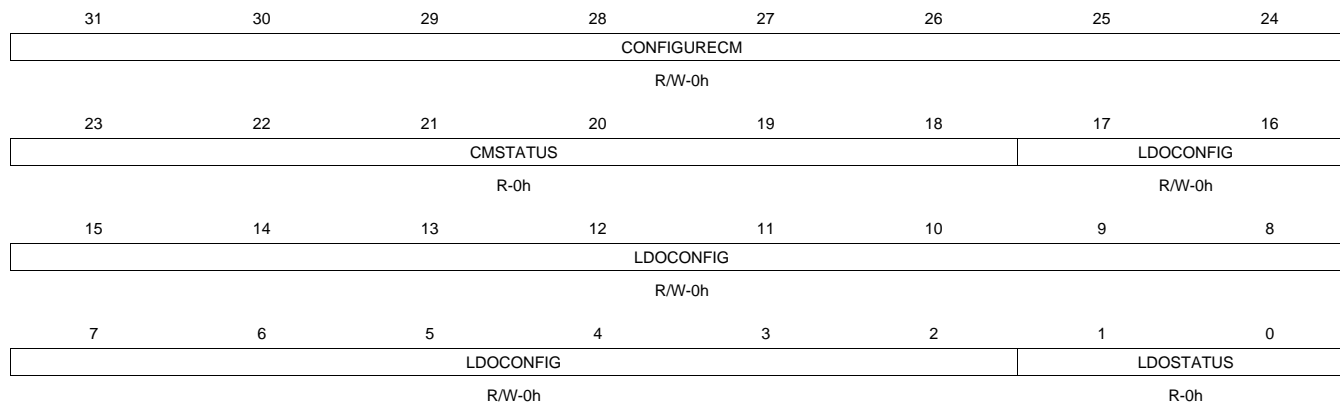 31 30 29 28 27 26 25 24
CONFIGURECM
R/W-0h
23 22 21 20 19 18 17 16
CMSTATUS LDOCONFIG
R-0h R/W-0h
15 14 13 12 11 10 9 8
LDOCONFIG
R/W-0h
7 6 5 4 3 2 1 0
LDOCONFIG LDOSTATUS
R/W-0h R-0h